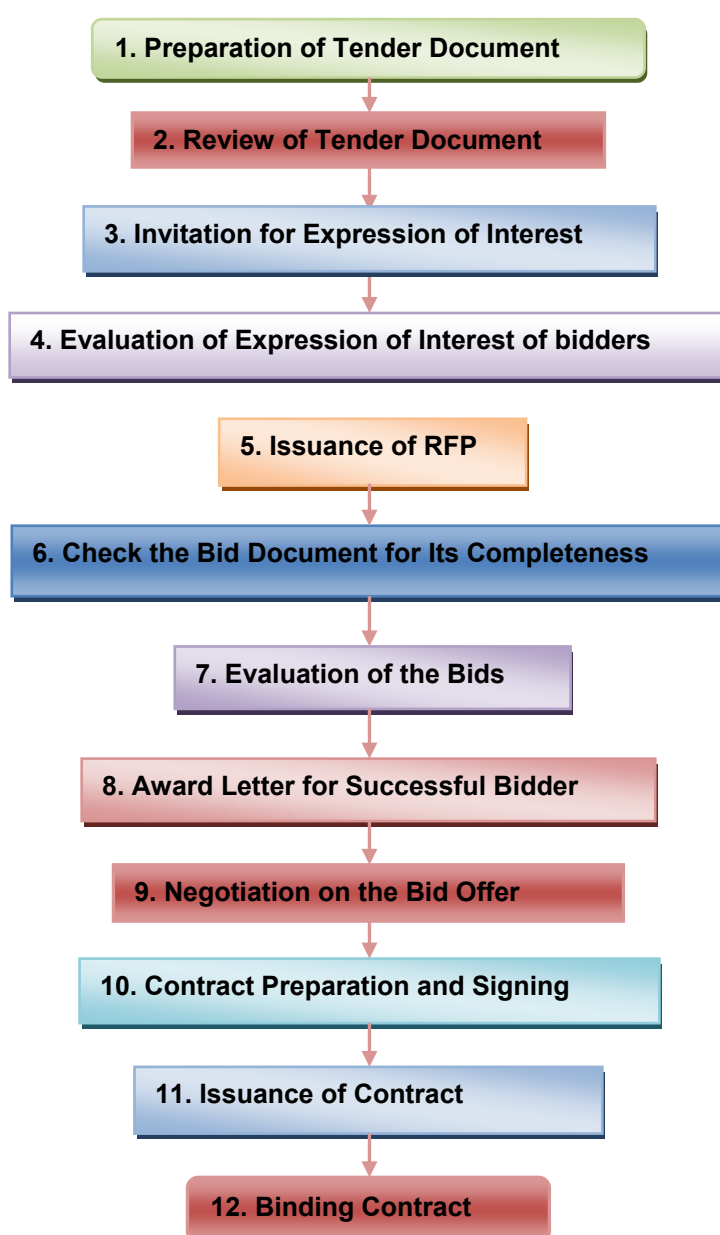 1. Preparation of Tender Document
2. Review of Tender Document
3. Invitation for Expression of Interest
4. Evaluation of Expression of Interest of bidders
5. Issuance of RFP
6. Check the Bid Document for Its Completeness
7. Evaluation of the Bids
8. Award Letter for Successful Bidder
9. Negotiation on the Bid Offer
10. Contract Preparation and Signing
11. Issuance of Contract
12. Binding Contract